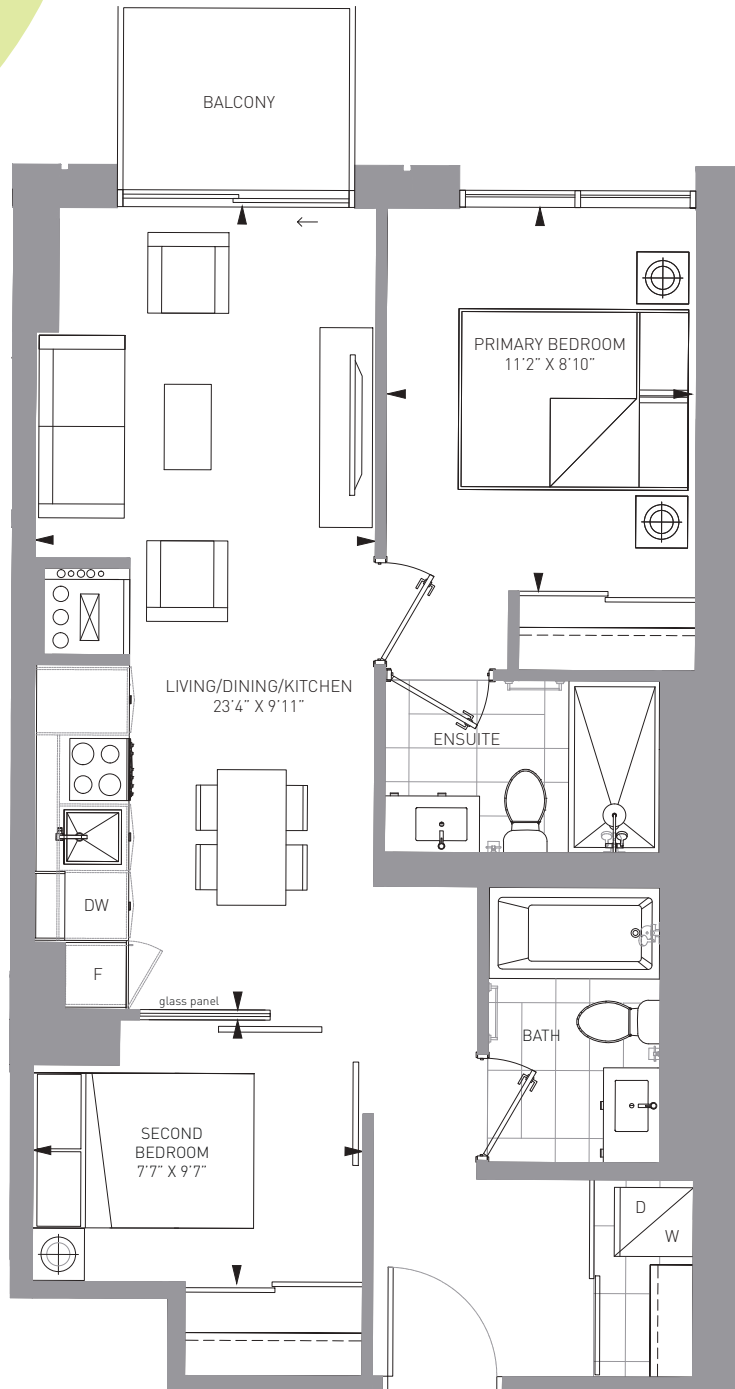 BALCONY
PRIMARY BEDROOM
11'2" X 8'10"
LIVING/DINING/KITCHEN
23'4" X 9'11"
ENSUITE
DW
F
glass panel
BATH
SECOND
BEDROOM
7'7" X 9'7"
D
W